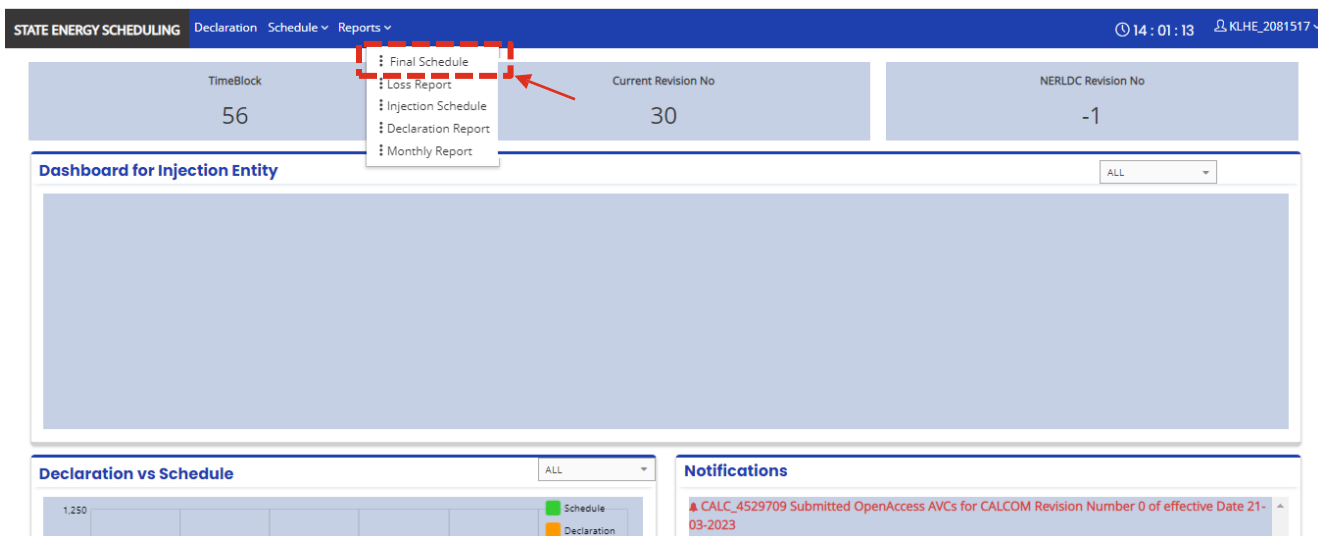 STATE ENERGY SCHEDULING Declaration Schedule Reports 14 : 01 : 13 KLHE_2081517
Final Schedule
Loss Report
Injection Schedule
Declaration Report
Monthly Report
TimeBlock
56
Current Revision No
30
NERLDC Revision No
-1
Dashboard for Injection Entity
ALL
Declaration vs Schedule
ALL
1,250
Schedule
Declaration
Notifications
CALC_4529709 Submitted OpenAccess AVCs for CALCOM Revision Number 0 of effective Date 21-
03-2023